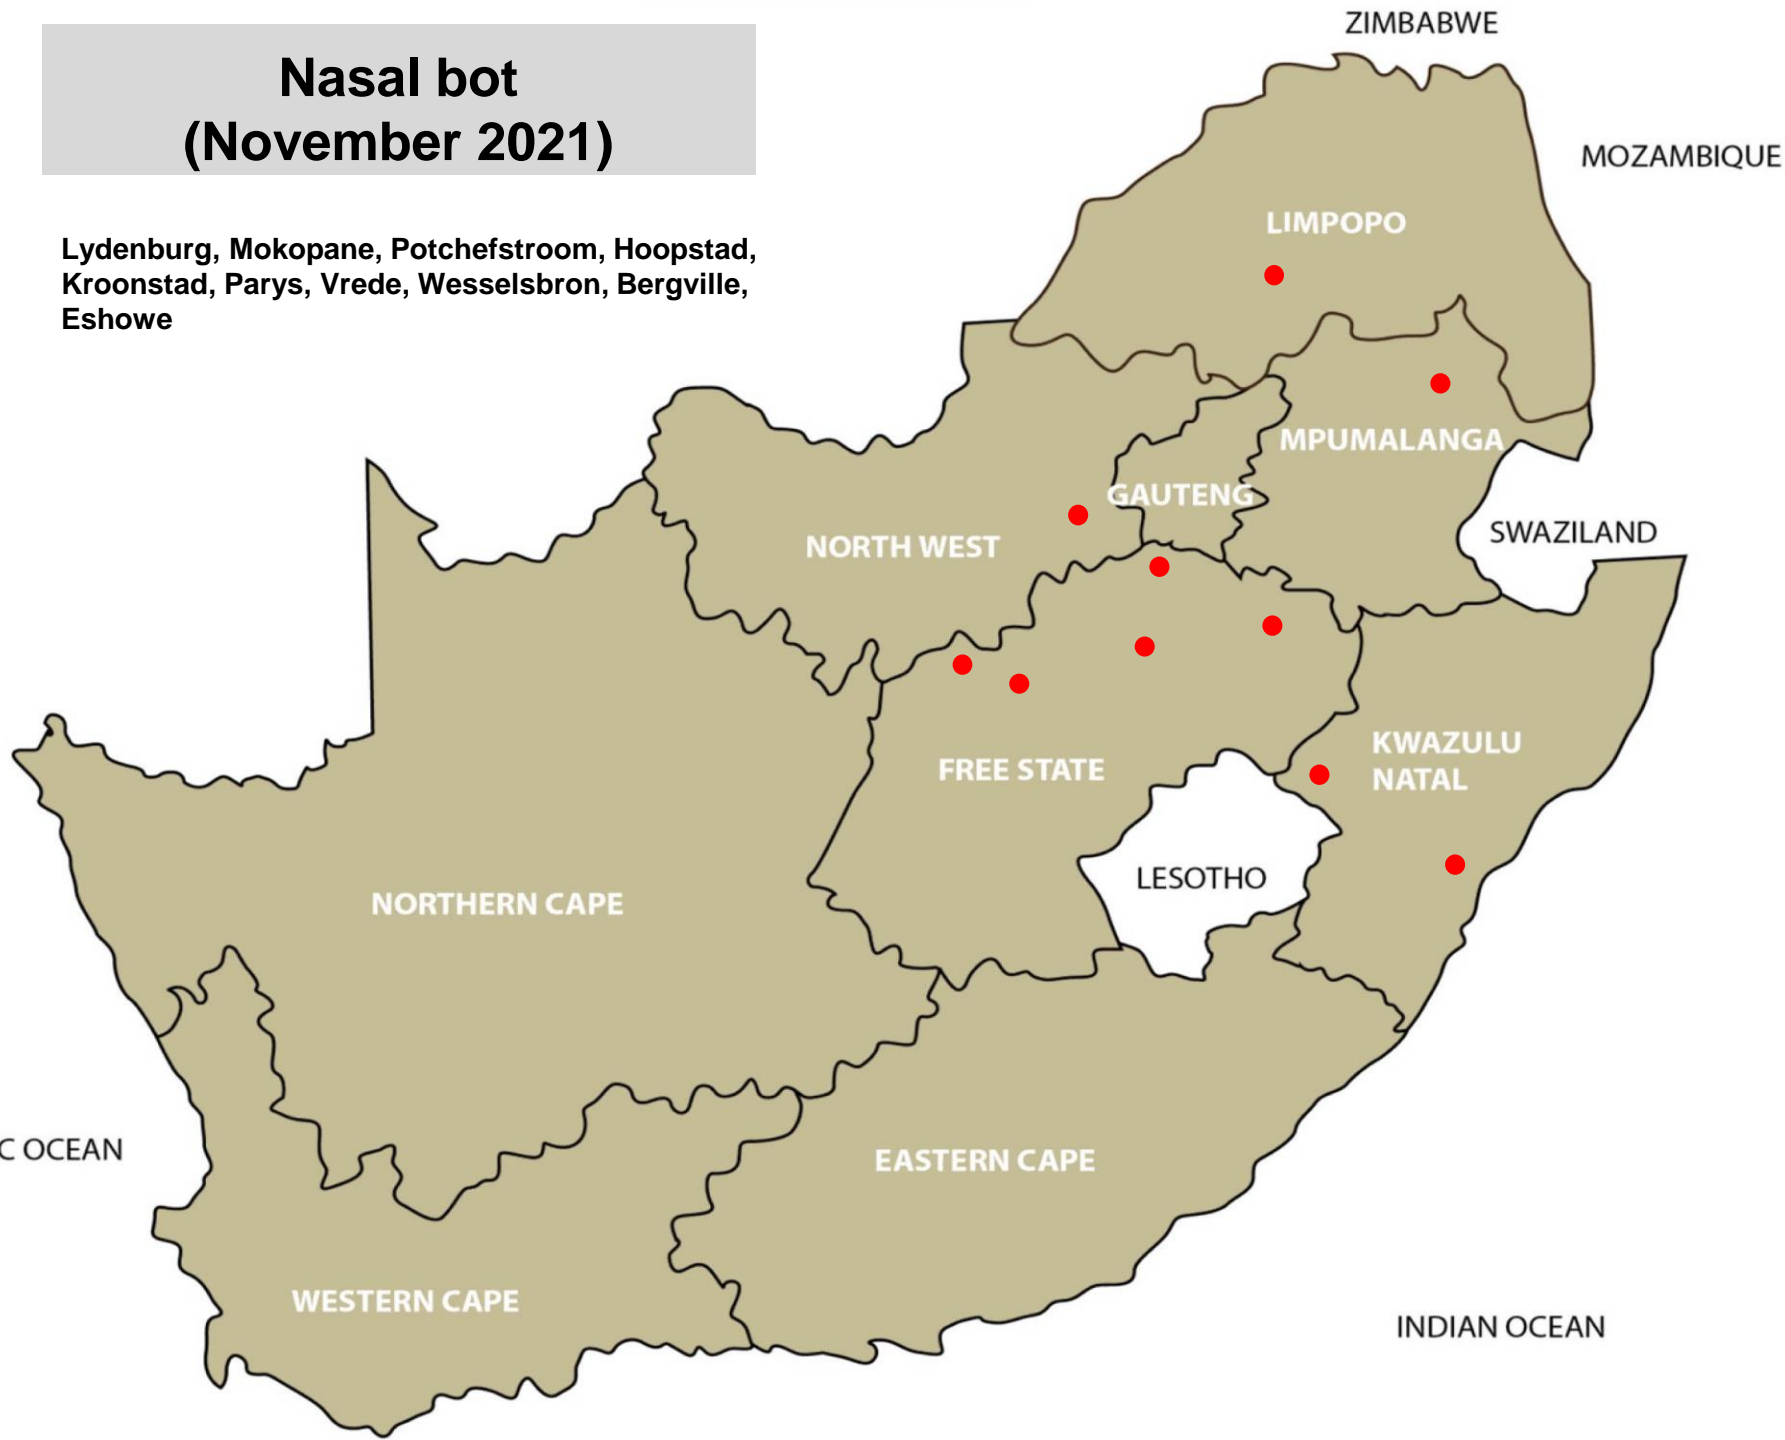 Nasal bot
(November 2021)
Lydenburg, Mokopane, Potchefstroom, Hoopstad,
Kroonstad, Parys, Vrede, Wesselsbron, Bergville,
Eshowe
ZIMBABWE
MOZAMBIQUE
LIMPOPO
MPUMALANGA
GAUTENG
NORTH WEST
SWAZILAND
KWAZULU
NATAL
FREE STATE
LESOTHO
NORTHERN CAPE
C OCEAN
EASTERN CAPE
WESTERN CAPE
INDIAN OCEAN